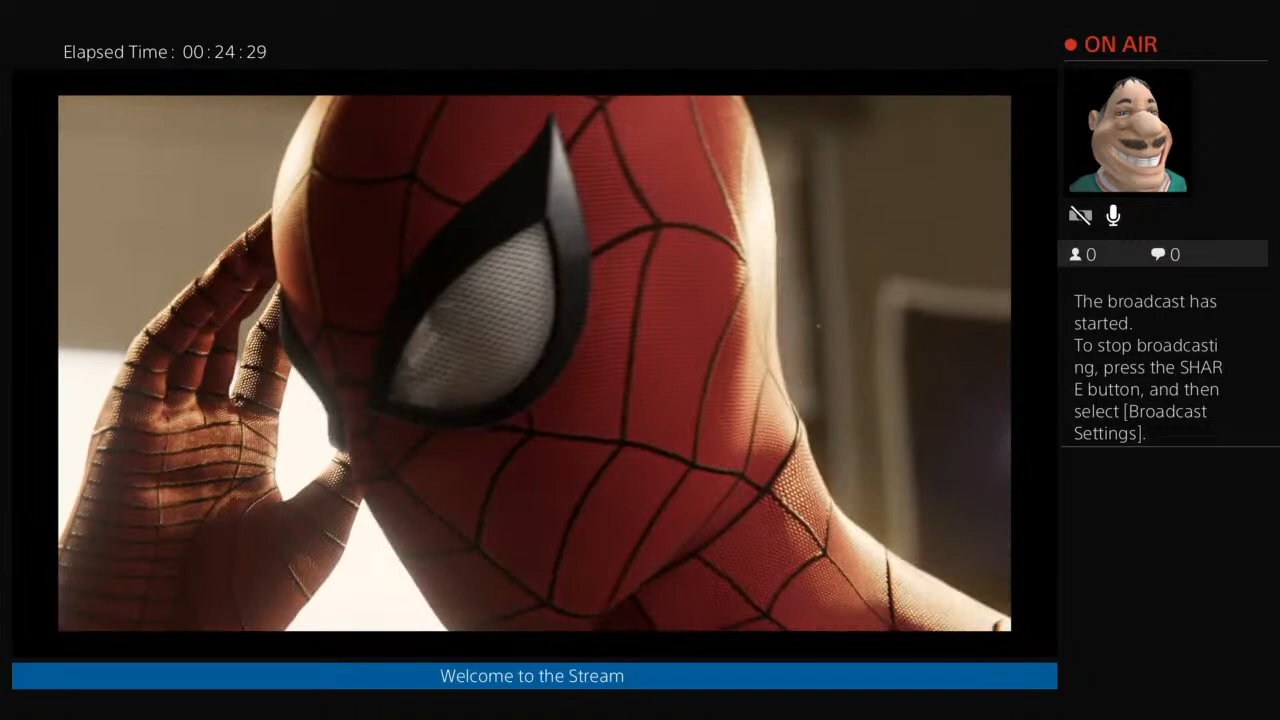 Elapsed Time: 00:24:29
ON AIR
0
0
The broadcast has
started.
To stop broadcasti
ng, press the SHAR
E button, and then
select [Broadcast
Settings].
Welcome to the Stream